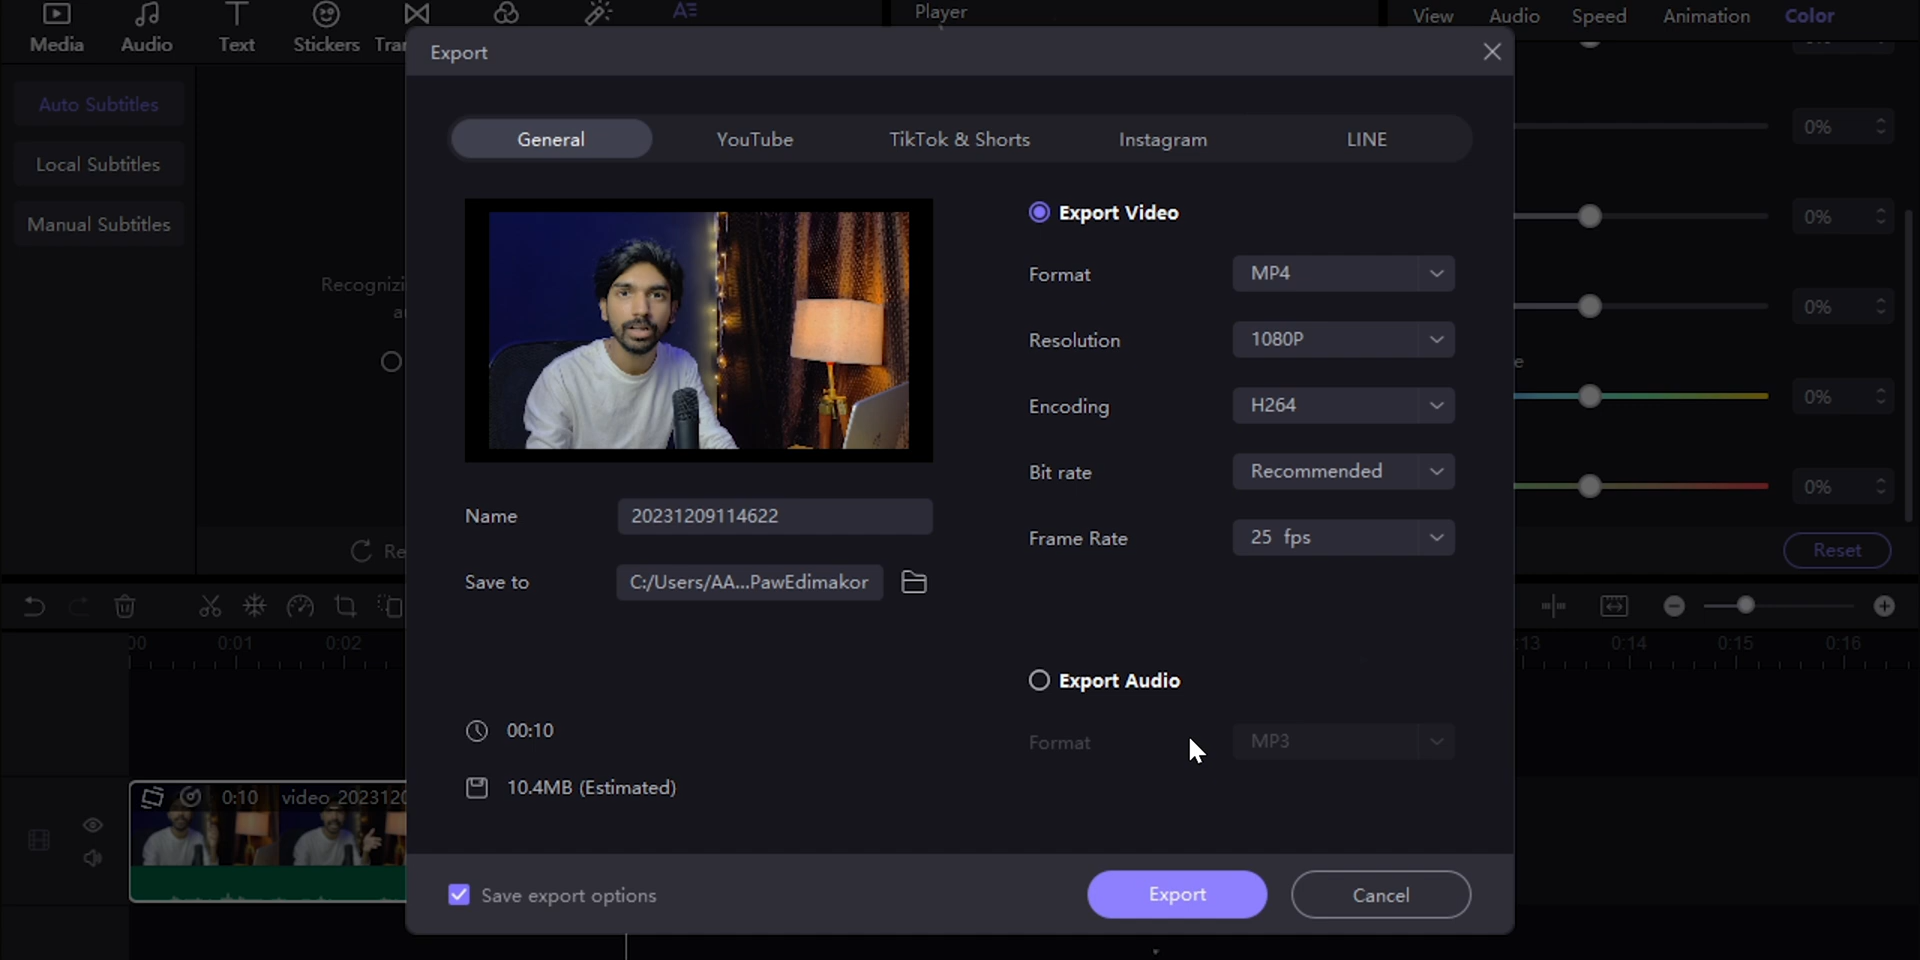 Media
Audio
Text
Stickers
Player
View
Audio
Speed
Animation
Color
Export
Auto Subtitles
Local Subtitles
Manual Subtitles
General
YouTube
TikTok & Shorts
Instagram
LINE
Export Video
Format
MP4
Resolution
1080P
Encoding
H264
Bit rate
Recommended
Frame Rate
25 fps
Name
20231209114622
Save to
C:/Users/AA...PawEdimakor
00:10
10.4MB (Estimated)
Export Audio
Format
MP3
Save export options
Export
Cancel
0%
0%
0%
0%
0%
Reset
0:01
0:02
0:14
0:15
0:16
0:10 video_202312